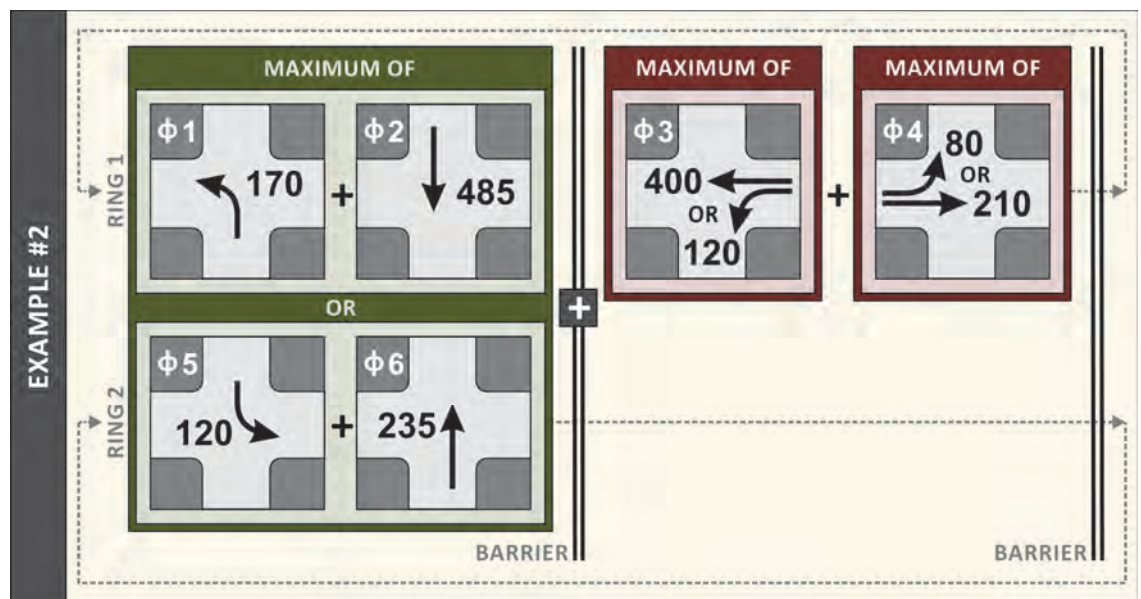 EXAMPLE #2
RING 1
MAXIMUM OF
Φ1
170
+
Φ2
485
OR
RING 2
Φ5
120
+
Φ6
235
BARRIER
+
MAXIMUM OF
Φ3
400
OR
120
+
MAXIMUM OF
Φ4
80
OR
210
BARRIER